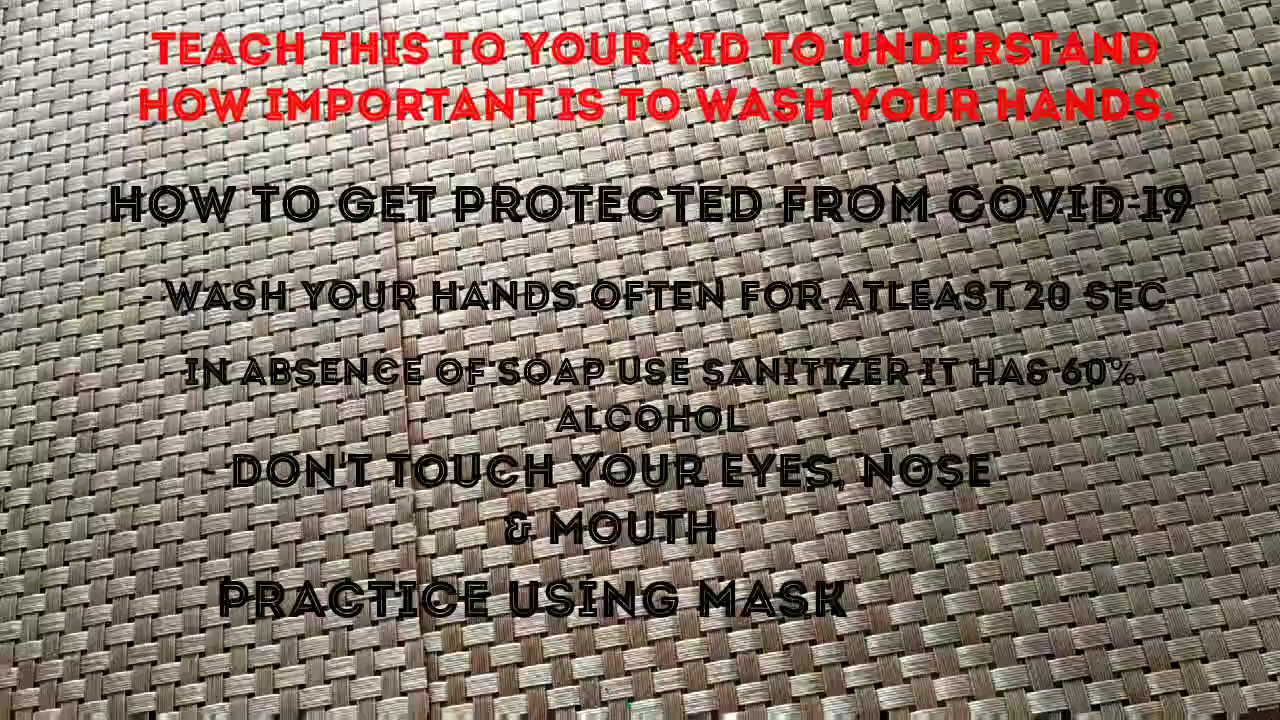 TEACH THIS TO YOUR KID TO UNDERSTAND
HOW IMPORTANT IS TO WASH YOUR HANDS.
HOW TO GET PROTECTED FROM COVID-19
- WASH YOUR HANDS OFTEN FOR ATLEAST 20 SEC
IN ABSENCE OF SOAP USE SANITIZER IT HAS 60%
ALCOHOL
- DON'T TOUCH YOUR EYES, NOSE
& MOUTH
PRACTICE USING MASK